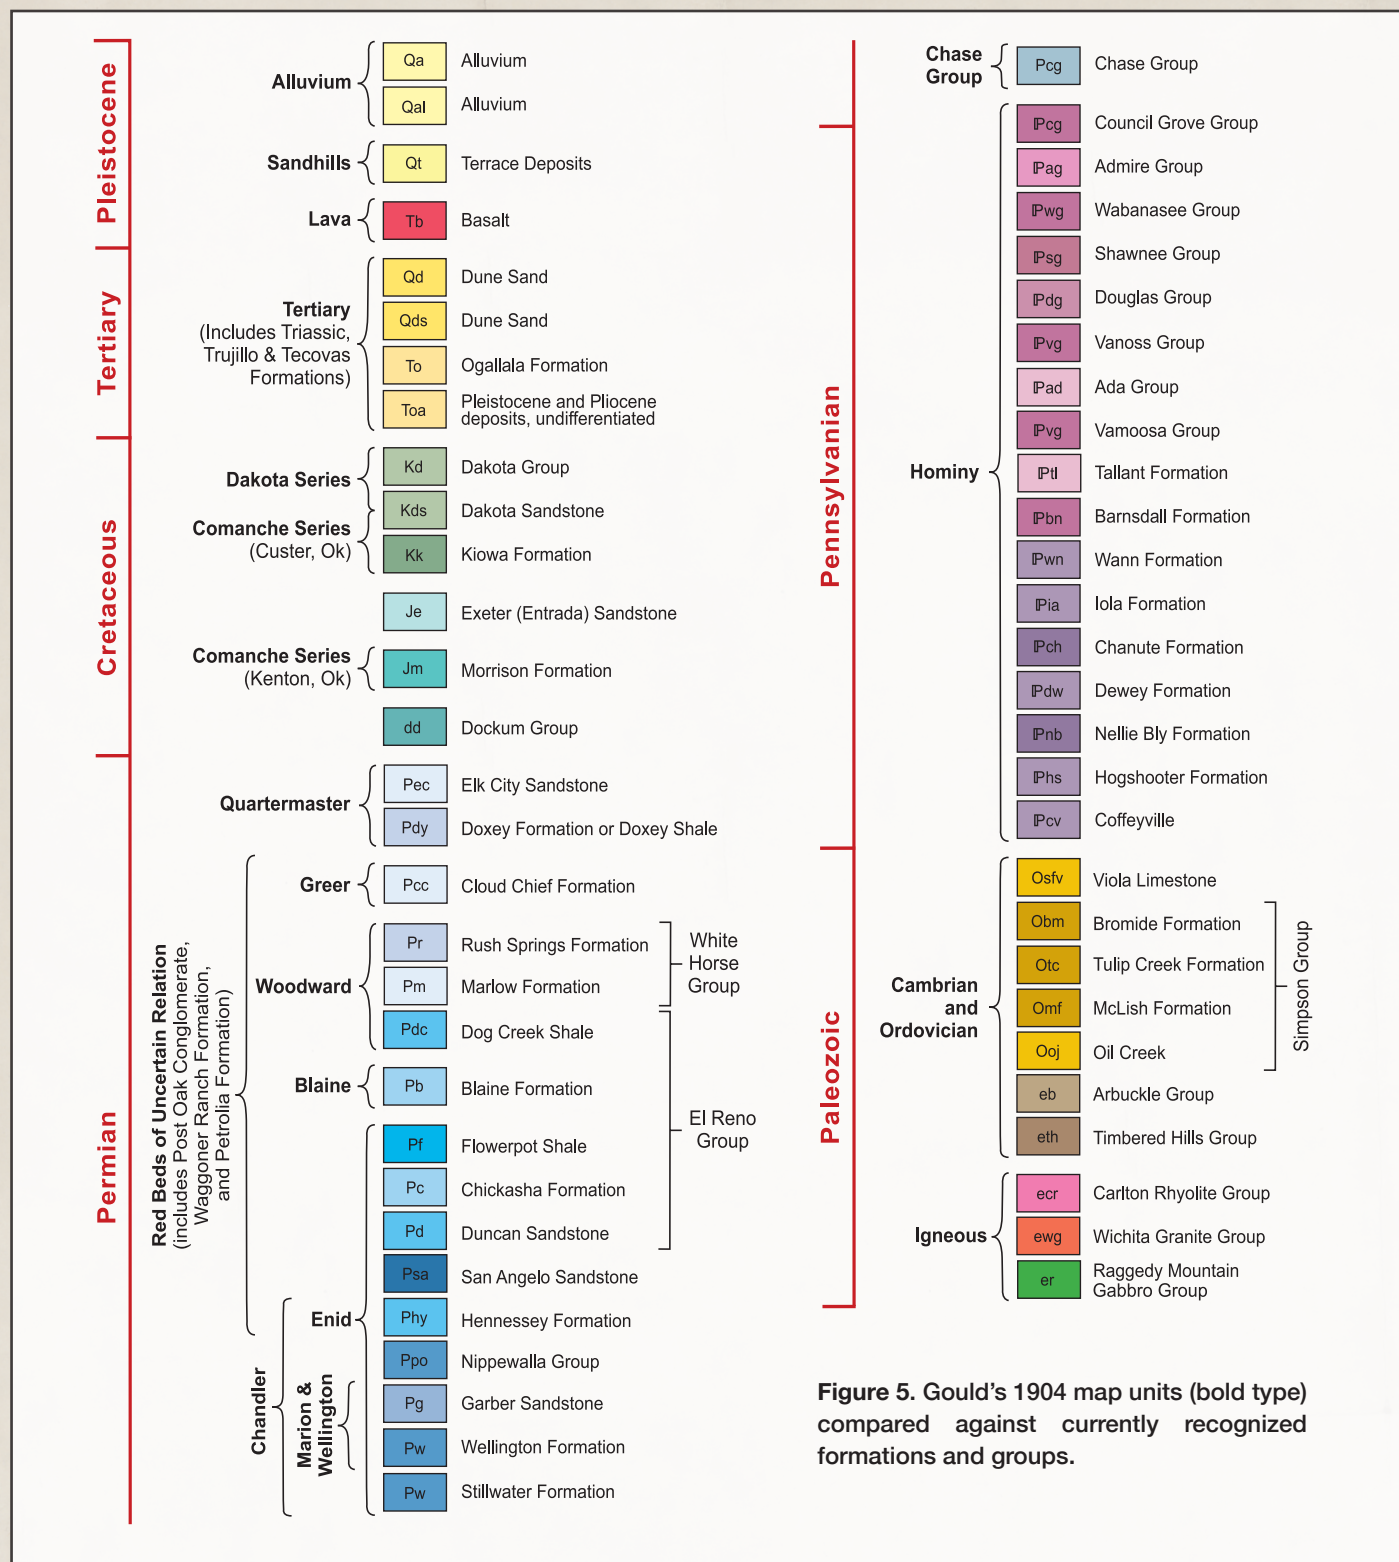 Pleistocene
Alluvium
Qa Alluvium
Qal Alluvium
Sandhills
Qt Terrace Deposits
Lava
Tb Basalt
Tertiary
Tertiary
(Includes Triassic,
Trujillo & Tecovas
Formations)
Qd Dune Sand
Qds Dune Sand
To Ogallala Formation
Toa Pleistocene and Pliocene
deposits, undifferentiated
Cretaceous
Dakota Series
Kd Dakota Group
Kds Dakota Sandstone
Comanche Series
(Custer, Ok)
Kk Kiowa Formation
Je Exeter (Entrada) Sandstone
Comanche Series
(Kenton, Ok)
Jm Morrison Formation
dd Dockum Group
Permian
Quartermaster
Pec Elk City Sandstone
Pdy Doxey Formation or Doxey Shale
Red Beds of Uncertain Relation
(includes Post Oak Conglomerate,
Waggoner Ranch Formation,
and Petrolia Formation)
Greer
Pcc Cloud Chief Formation
Woodward
Pr Rush Springs Formation
Pm Marlow Formation
White
Horse
Group
Pdc Dog Creek Shale
Blaine
Pb Blaine Formation
El Reno
Group
Pf Flowerpot Shale
Pc Chickasha Formation
Pd Duncan Sandstone
Psa San Angelo Sandstone
Enid
Phy Hennessey Formation
Ppo Nippewalla Group
Chandler
Marion &
Wellington
Pg Garber Sandstone
Pw Wellington Formation
Pw Stillwater Formation
Chase
Group
Pcg Chase Group
Pennsylvanian
Hominy
ℙcg Council Grove Group
ℙag Admire Group
ℙwg Wabanasee Group
ℙsg Shawnee Group
ℙdg Douglas Group
ℙvg Vanoss Group
ℙad Ada Group
ℙvg Vamoosa Group
ℙtl Tallant Formation
ℙbn Barnsdall Formation
ℙwn Wann Formation
ℙia Iola Formation
ℙch Chanute Formation
ℙdw Dewey Formation
ℙnb Nellie Bly Formation
ℙhs Hogshooter Formation
ℙcv Coffeyville
Paleozoic
Cambrian
and
Ordovician
Osfv Viola Limestone
Obm Bromide Formation
Otc Tulip Creek Formation
Omf McLish Formation
Ooj Oil Creek
Simpson Group
eb Arbuckle Group
eth Timbered Hills Group
Igneous
ecr Carlton Rhyolite Group
ewg Wichita Granite Group
er Raggedy Mountain
Gabbro Group
Figure 5. Gould's 1904 map units (bold type)
compared against currently recognized
formations and groups.